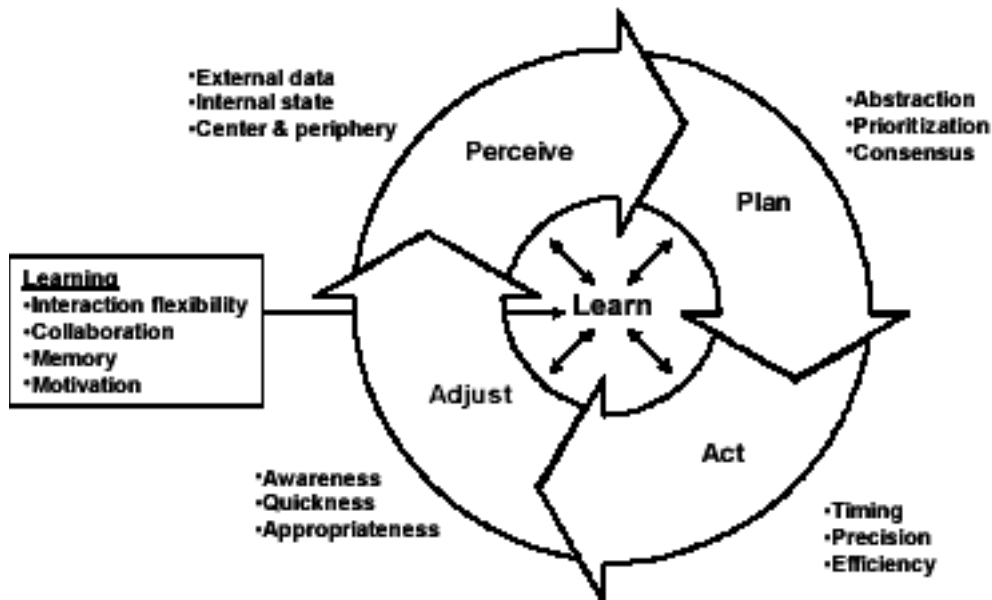 •External data
•Internal state
•Center & periphery
Perceive
•Abstraction
•Prioritization
•Consensus
Plan
Learning
•Interaction flexibility
•Collaboration
•Memory
•Motivation
Learn
Adjust
Act
•Awareness
•Quickness
•Appropriateness
•Timing
•Precision
•Efficiency